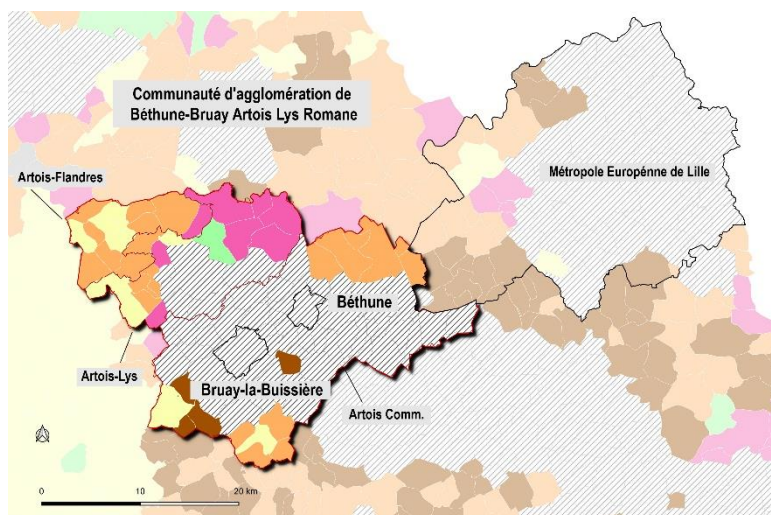 Communauté d'agglomération de
Béthune-Bruay Artois Lys Romane
Métropole Europénne de Lille
Artois-Flandres
Béthune
Artois-Lys
Bruay-la-Buissière
Artois Comm.
0 10 20 km